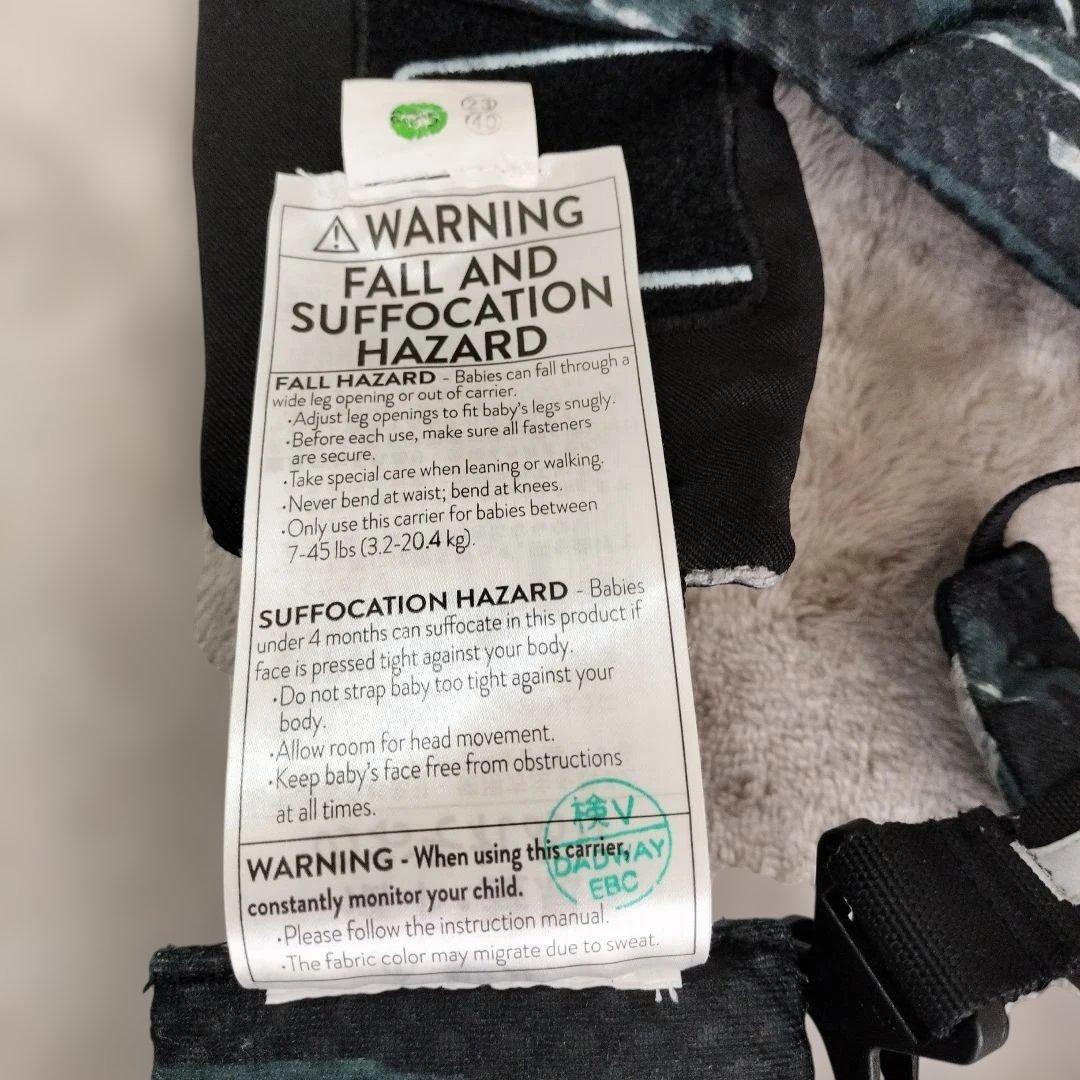 23
40
WARNING
FALL AND
SUFFOCATION
HAZARD
FALL HAZARD - Babies can fall through a
wide leg opening or out of carrier.
·Adjust leg openings to fit baby's legs snugly.
·Before each use, make sure all fasteners
are secure.
·Take special care when leaning or walking.
·Never bend at waist; bend at knees.
·Only use this carrier for babies between
7-45 lbs (3.2-20.4 kg).
SUFFOCATION HAZARD - Babies
under 4 months can suffocate in this product if
face is pressed tight against your body.
·Do not strap baby too tight against your
body.
·Allow room for head movement.
·Keep baby's face free from obstructions
at all times.
検V
DADWAY
EBC
WARNING - When using this carrier,
constantly monitor your child.
·Please follow the instruction manual.
·The fabric color may migrate due to sweat.